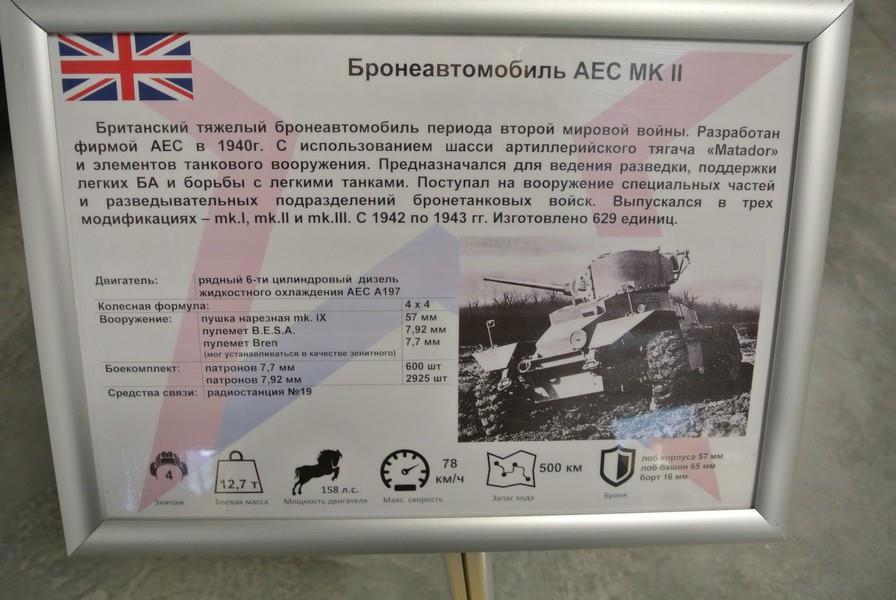 Бронеавтомобиль АЕС МК II
Британский тяжелый бронеавтомобиль периода второй мировой войны. Разработан
фирмой АЕС в 1940г. С использованием шасси артиллерийского тягача «Matador»
и элементов танкового вооружения. Предназначался для ведения разведки, поддержки
легких БА и борьбы с легкими танками. Поступал на вооружение специальных частей
и разведывательных подразделений бронетанковых войск. Выпускался в трех
модификациях – mk.I, mk.II и mk.III. С 1942 по 1943 гг. Изготовлено 629 единиц.
Двигатель: рядный 6-ти цилиндровый дизель
жидкостного охлаждения АЕС А197
Колесная формула: 4 х 4
Вооружение: пушка нарезная mk. IX 57 мм
пулемет B.E.S.A. 7,92 мм
пулемет Bren 7,7 мм
(мог устанавливаться в качестве зенитного)
Боекомплект: патронов 7,7 мм 600 шт
патронов 7,92 мм 2925 шт
Средства связи: радиостанция №19
4
Экипаж
12,7 т
Боевая масса
158 л.с.
Мощность двигателя
78
км/ч
Макс. скорость
500 км
Запас хода
лоб корпуса 57 мм
лоб башни 65 мм
борт 16 мм
Броня